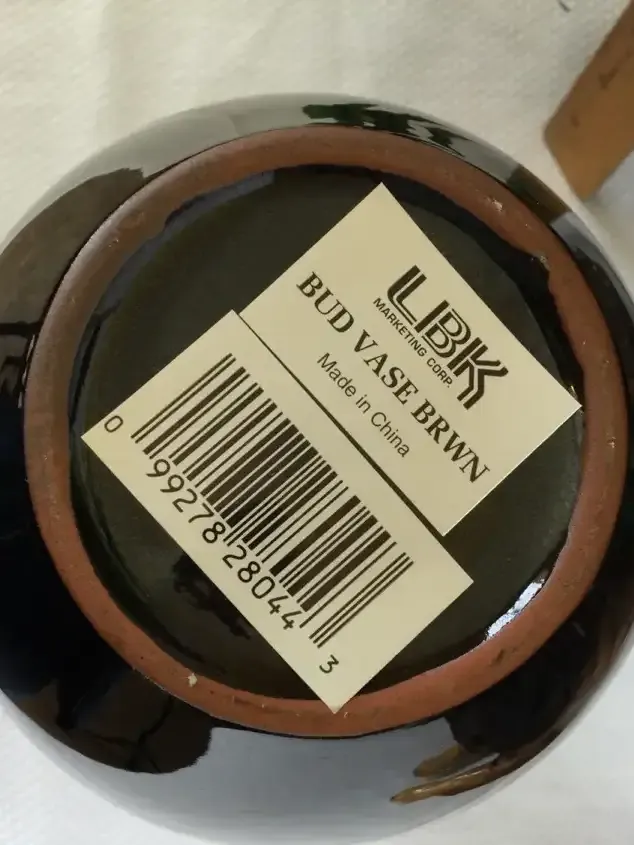 LBK
MARKETING CORP.
BUD VASE BRWN
Made in China
0 99278 28044 3